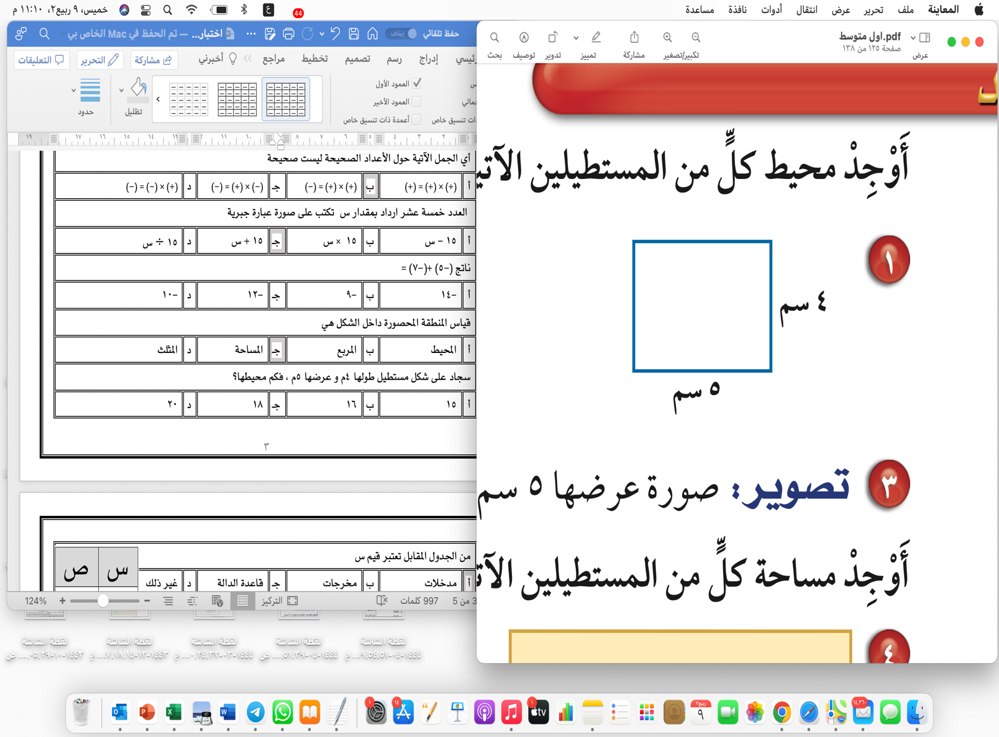 المعاينة ملف تحرير عرض انتقال أدوات نافذة مساعدة
44 ع خميس، ٩ ربيع٢، ١١:١٠ م
اول متوسط.pdf
صفحة ١٢٥ من ١٣٨
عرض تكبير/تصغير مشاركة تمييز تدوير توصيف بحث
أَوْجِدْ محيط كلٍّ من المستطيلين
١
٤ سم
٥ سم
٣ تصوير: صورة عرضها ٥ سم
أَوْجِدْ مساحة كلٍّ من المستطيلين
٤
حفظ تلقائي إيقاف
اختبار... — تم الحفظ في Mac الخاص بي
إدراج رسم تصميم تخطيط مراجع أخبرني
مشاركة التحرير التعليقات
العمود الأول
العمود الأخير
أعمدة ذات تنسيق خاص
تظليل حدود
أي الجمل الآتية حول الأعداد الصحيحة ليست صحيحة
أ (+) × (+) = (+) ب (+) × (+) = (−) جـ (−) × (+) = (−) د (+) × (−) = (−)
العدد خمسة عشر ارداد بمقدار س تكتب على صورة عبارة جبرية
أ ١٥ − س ب ١٥ × س جـ ١٥ + س د ١٥ ÷ س
ناتج (−٥) +(−٧) =
أ −١٤ ب −٩ جـ −١٢ د −١٠
قياس المنطقة المحصورة داخل الشكل هي
أ المحيط ب المربع جـ المساحة د المثلث
سجاد على شكل مستطيل طولها ٤م و عرضها ٥م ، فكم محيطها؟
أ ١٥ ب ١٦ جـ ١٨ د ٢٠
٣
من الجدول المقابل تعتبر قيم س
س ص
أ مدخلات ب مخرجات جـ قاعدة الدالة د غير ذلك
3 من 5 997 كلمات التركيز 124%
لقطة الشاشة لقطة الشاشة لقطة الشاشة لقطة الشاشة لقطة الشاشة